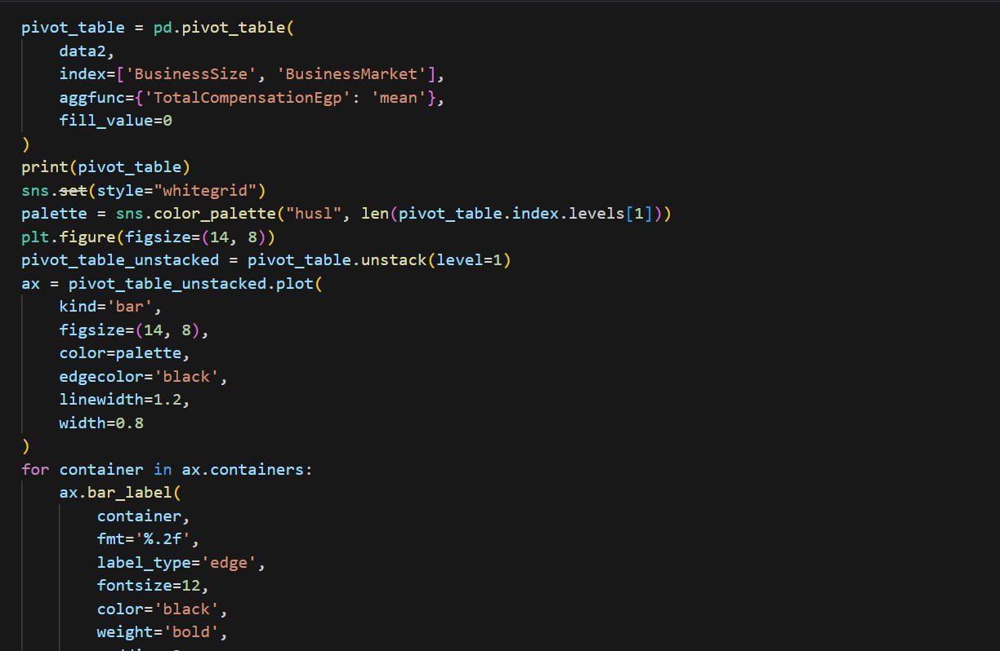 pivot_table = pd.pivot_table(
    data2,
    index=['BusinessSize', 'BusinessMarket'],
    aggfunc={'TotalCompensationEgp': 'mean'},
    fill_value=0
)
print(pivot_table)
sns.set(style="whitegrid")
palette = sns.color_palette("husl", len(pivot_table.index.levels[1]))
plt.figure(figsize=(14, 8))
pivot_table_unstacked = pivot_table.unstack(level=1)
ax = pivot_table_unstacked.plot(
    kind='bar',
    figsize=(14, 8),
    color=palette,
    edgecolor='black',
    linewidth=1.2,
    width=0.8
)
for container in ax.containers:
    ax.bar_label(
        container,
        fmt='%.2f',
        label_type='edge',
        fontsize=12,
        color='black',
        weight='bold',